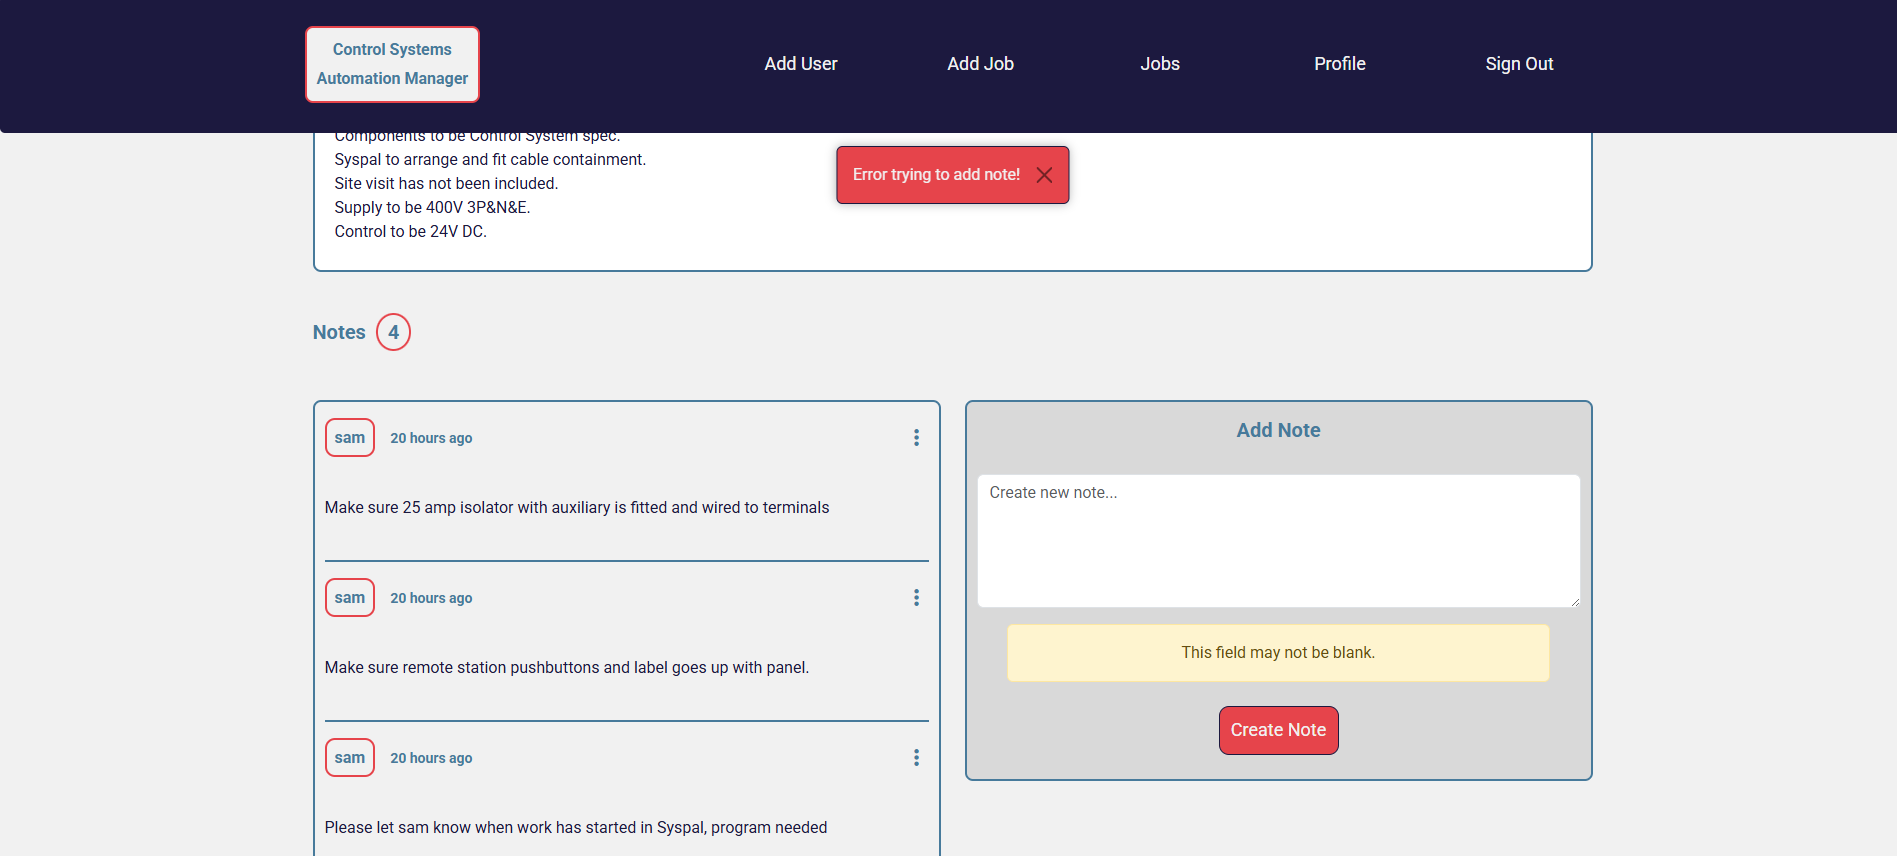 Control Systems
Automation Manager
Add User
Add Job
Jobs
Profile
Sign Out
Components to be Control System spec.
Syspal to arrange and fit cable containment.
Site visit has not been included.
Supply to be 400V 3P&N&E.
Control to be 24V DC.
Error trying to add note!
Notes 4
sam 20 hours ago
Make sure 25 amp isolator with auxiliary is fitted and wired to terminals
sam 20 hours ago
Make sure remote station pushbuttons and label goes up with panel.
sam 20 hours ago
Please let sam know when work has started in Syspal, program needed
Add Note
Create new note...
This field may not be blank.
Create Note